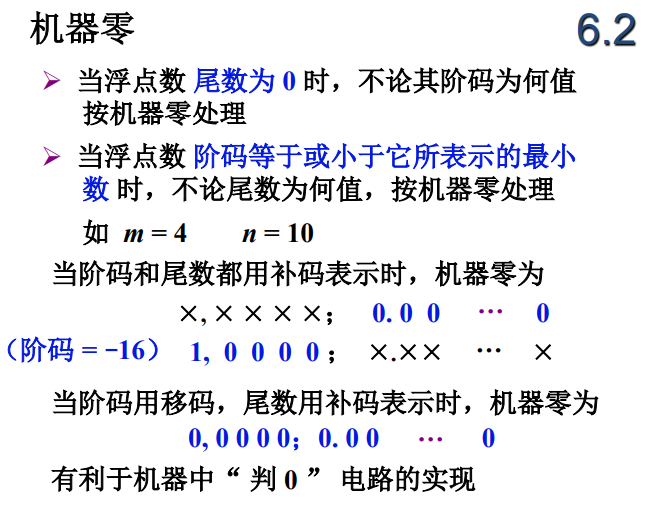 机器零
6.2
➢ 当浮点数 尾数为 0 时，不论其阶码为何值
按机器零处理
➢ 当浮点数 阶码等于或小于它所表示的最小
数 时，不论尾数为何值，按机器零处理
如 m = 4 n = 10
当阶码和尾数都用补码表示时，机器零为
×, × × × ×； 0. 0 0 … 0
（阶码 = −16） 1, 0 0 0 0； ×.×× … ×
当阶码用移码，尾数用补码表示时，机器零为
0, 0 0 0 0；0. 0 0 … 0
有利于机器中“ 判 0 ” 电路的实现